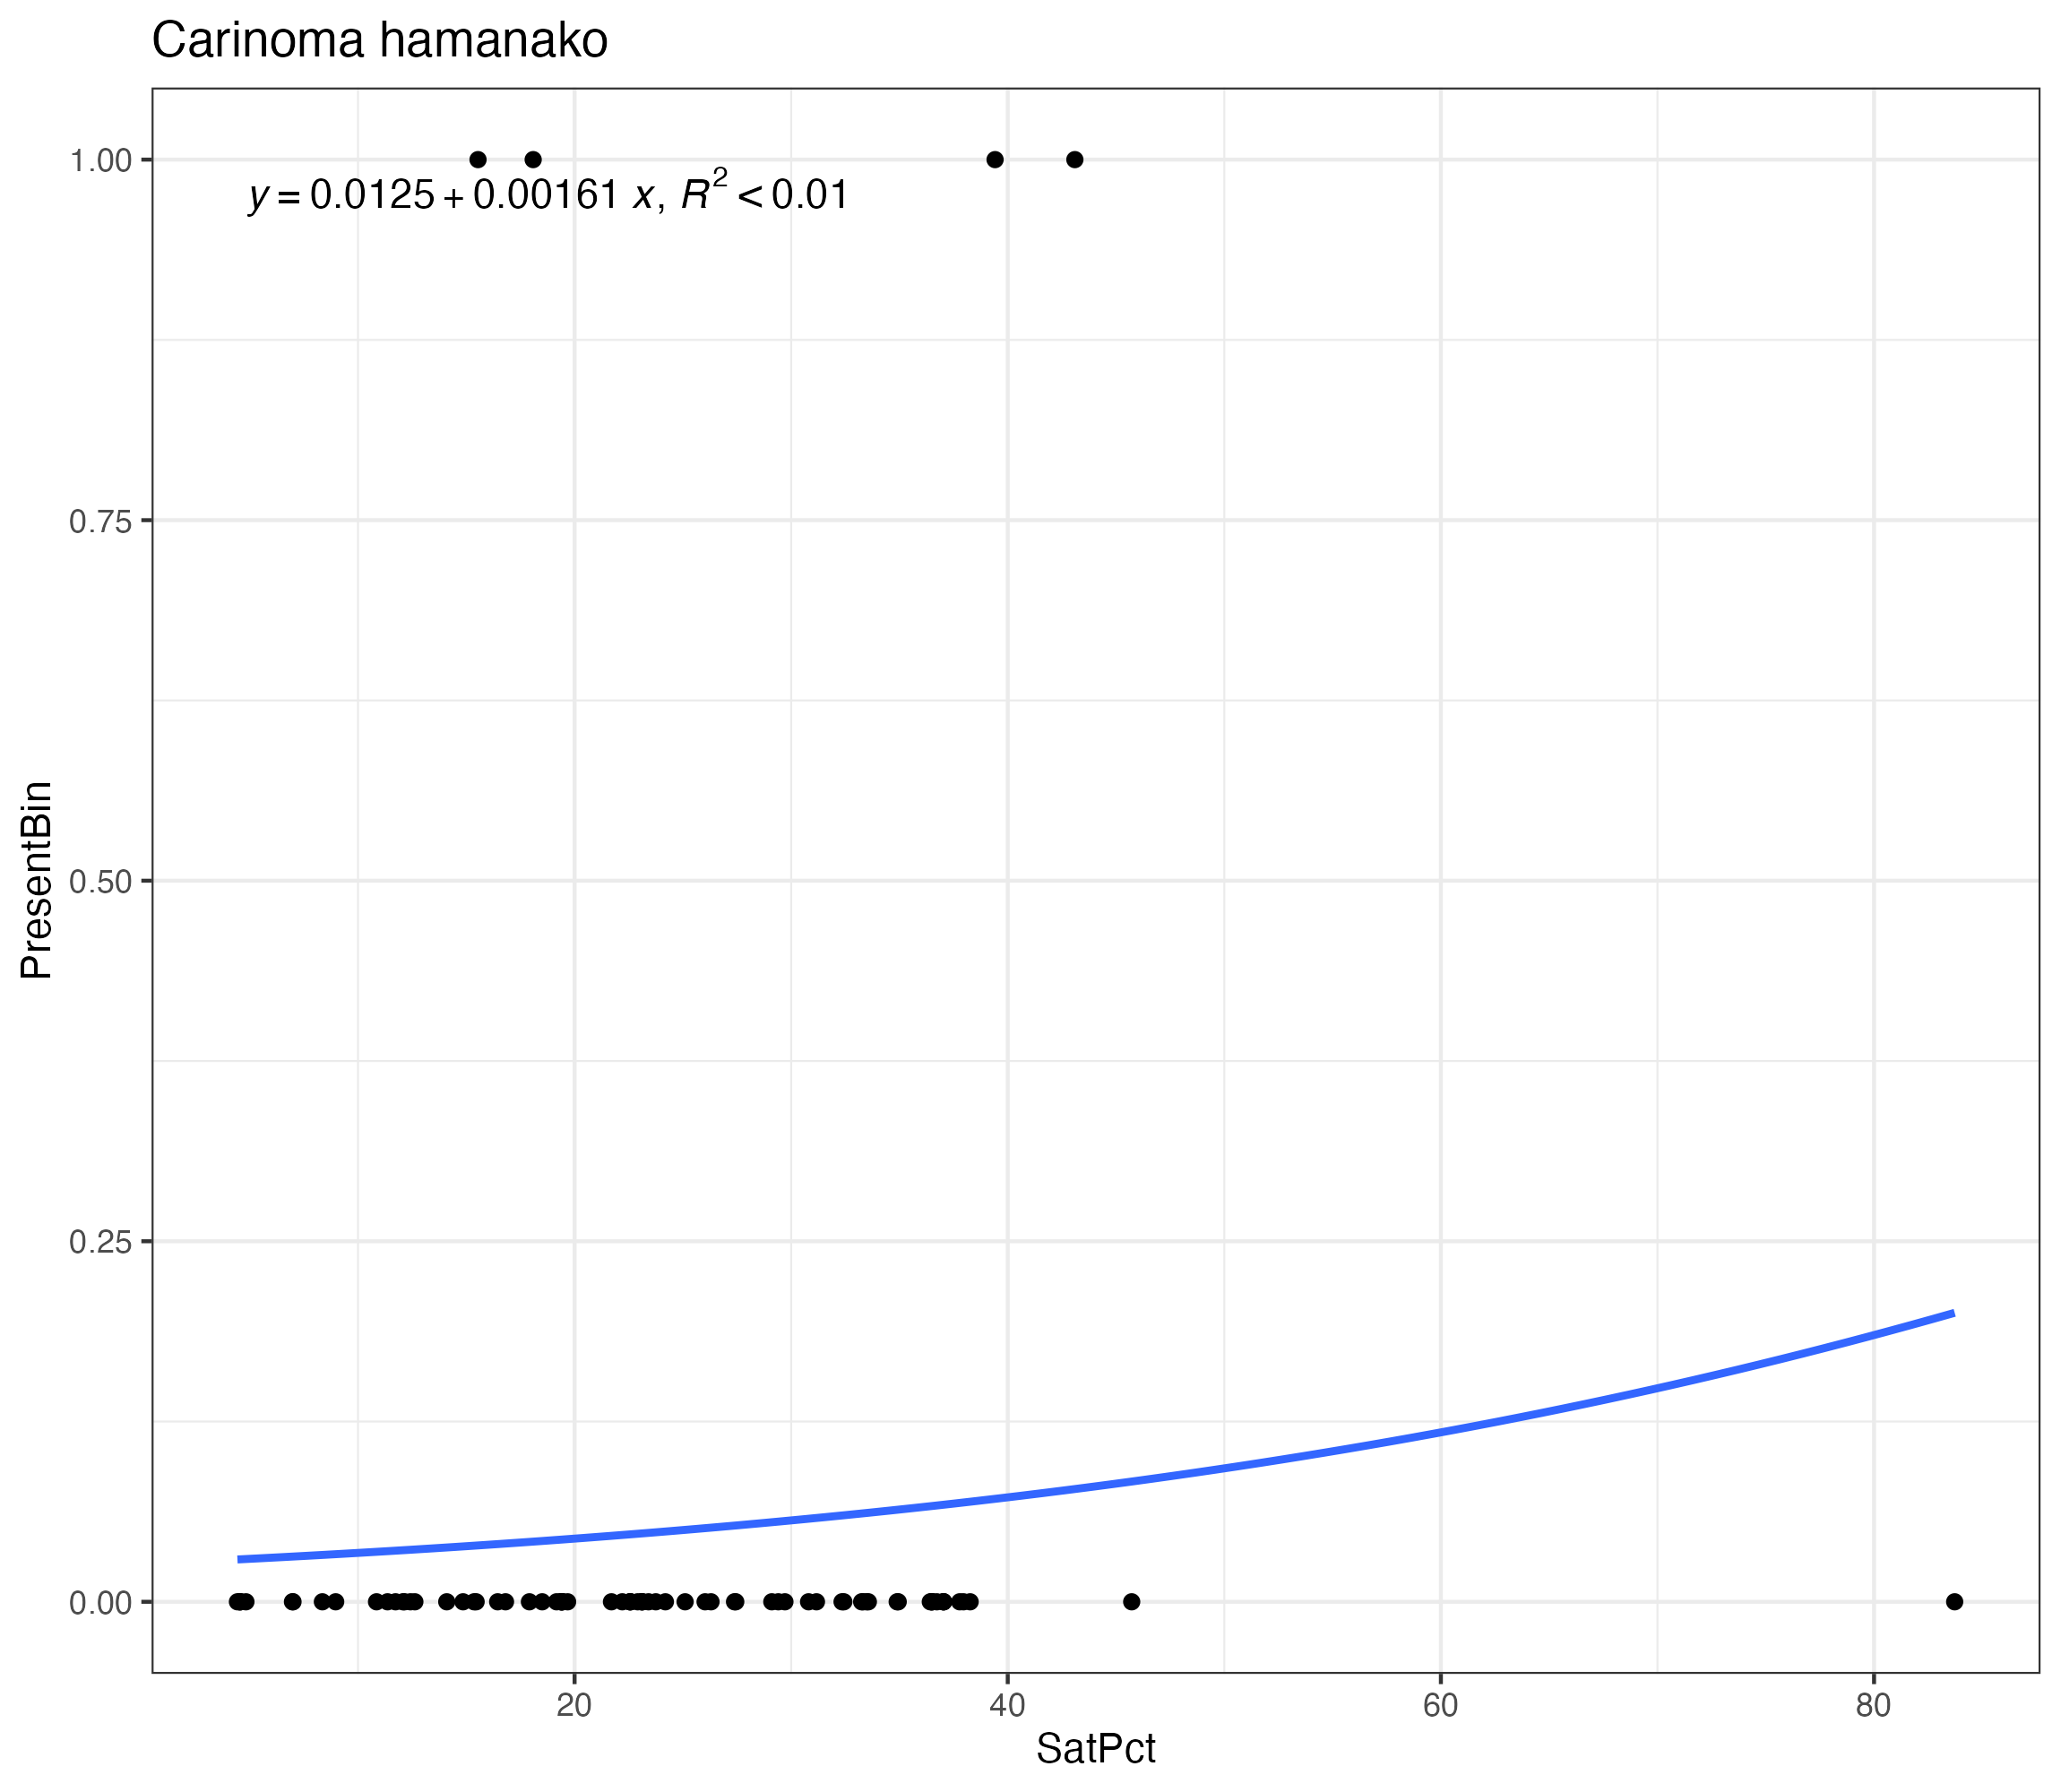 Carinoma hamanako
1.00
y = 0.0125 + 0.00161 x, R² < 0.01
0.75
0.50
0.25
0.00
PresentBin
20 40 60 80
SatPct